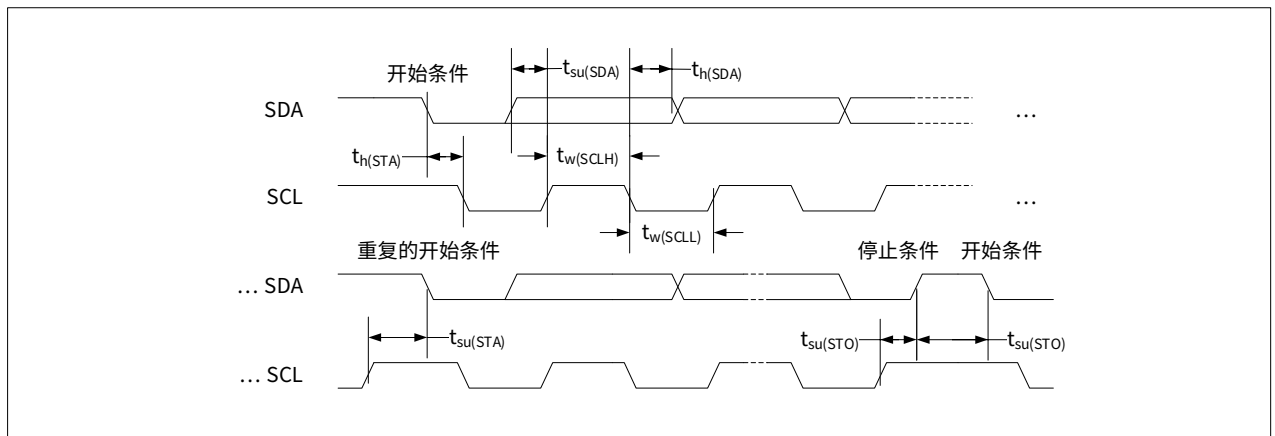 开始条件
tsu(SDA)
th(SDA)
SDA
…
th(STA)
tw(SCLH)
SCL
…
tw(SCLL)
重复的开始条件
停止条件
开始条件
… SDA
tsu(STA)
tsu(STO)
tsu(STO)
… SCL